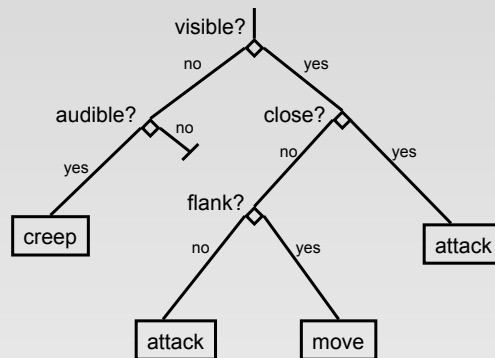 visible?
no
yes
audible?
close?
no
yes
no
yes
flank?
creep
no
yes
attack
attack
move